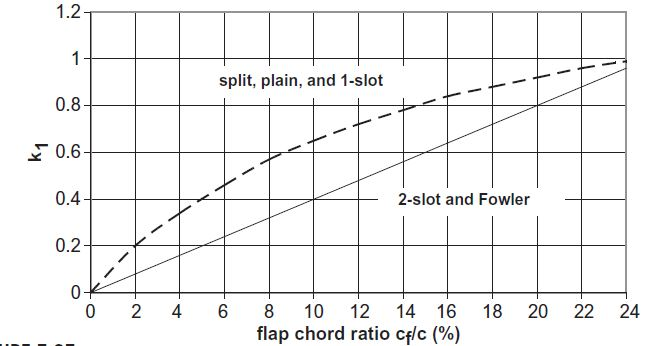 1.2
1
0.8
0.6
0.4
0.2
0
k1
split, plain, and 1-slot
2-slot and Fowler
0 2 4 6 8 10 12 14 16 18 20 22 24
flap chord ratio cf/c (%)